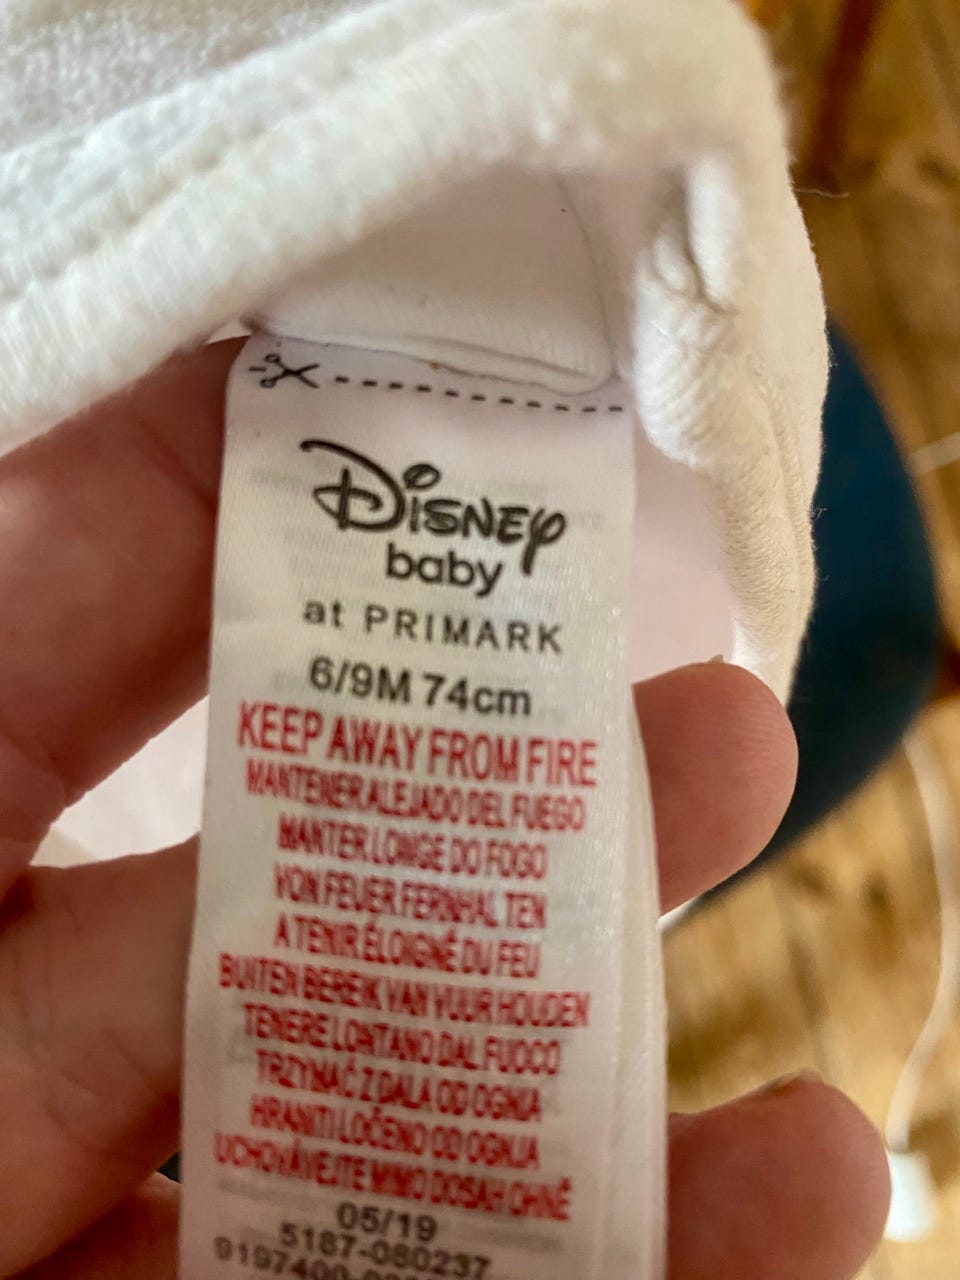 Disney
baby
at PRIMARK
6/9M 74cm
KEEP AWAY FROM FIRE
MANTENER ALEJADO DEL FUEGO
MANTER LONGE DO FOGO
VON FEUER FERNHALTEN
A TENIR ÉLOIGNÉ DU FEU
BUITEN BEREIK VAN VUUR HOUDEN
TENERE LONTANO DAL FUOCO
TRZYMAĆ Z DALA OD OGNIA
HRANITI LOČENO OD OGNJA
UCHOVÁVEJTE MIMO DOSAH OHNĚ
05/19
5187-080237
9197400